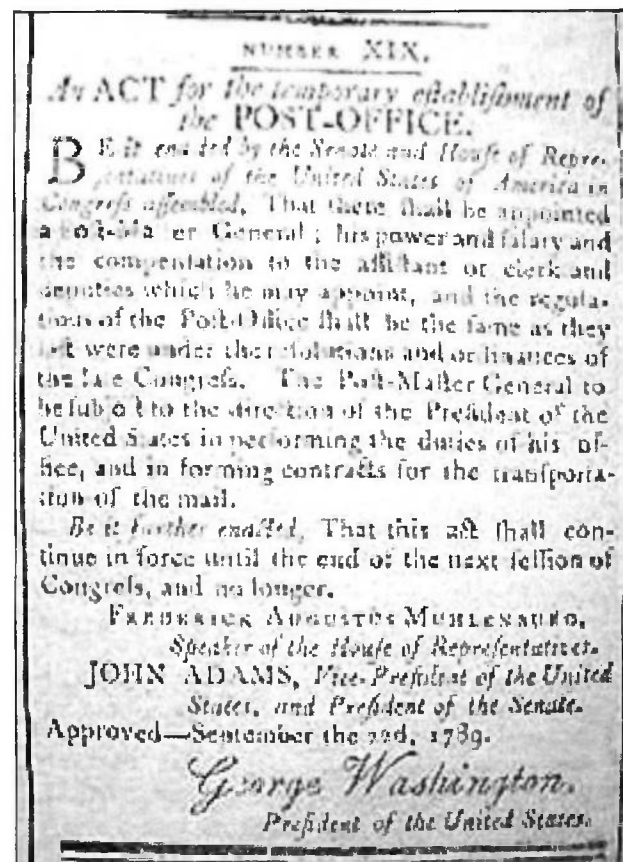 NUMBER XIX.
An ACT for the temporary eſtabliſhment of
the POST-OFFICE.
BE it enacted by the Senate and Houſe of Repre-
ſentatives of the United States of America in
Congreſs aſſembled, That there ſhall be appointed
a Poſt-Maſter General; his power and ſalary and
the compenſation to the aſſiſtant or clerk and
deputies which he may appoint, and the regula-
tions of the Poſt-Office ſhall be the ſame as they
laſt were under the reſolutions and ordinances of
the late Congreſs. The Poſt-Maſter General to
be ſubject to the direction of the Preſident of the
United States in performing the duties of his of-
fice, and in forming contracts for the tranſporta-
tion of the mail.
Be it further enacted, That this act ſhall con-
tinue in force until the end of the next ſeſſion of
Congreſs, and no longer.
FREDERICK AUGUSTUS MUHLENBURG,
Speaker of the Houſe of Repreſentatives.
JOHN ADAMS, Vice-Preſident of the United
States, and Preſident of the Senate.
Approved—September the 22d, 1789.
George Washington.
Preſident of the United States.